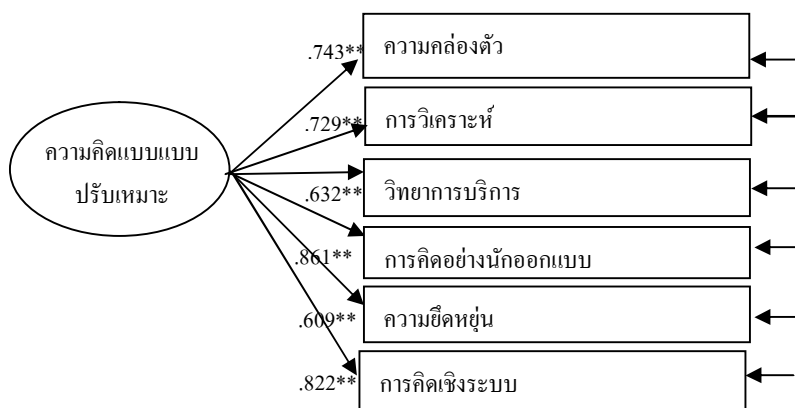 .743** ความคล่องตัว
.729** การวิเคราะห์
ความคิดแบบแบบ
ปรับเหมาะ
.632** วิทยาการบริการ
.861** การคิดอย่างนักออกแบบ
.609** ความยืดหยุ่น
.822** การคิดเชิงระบบ